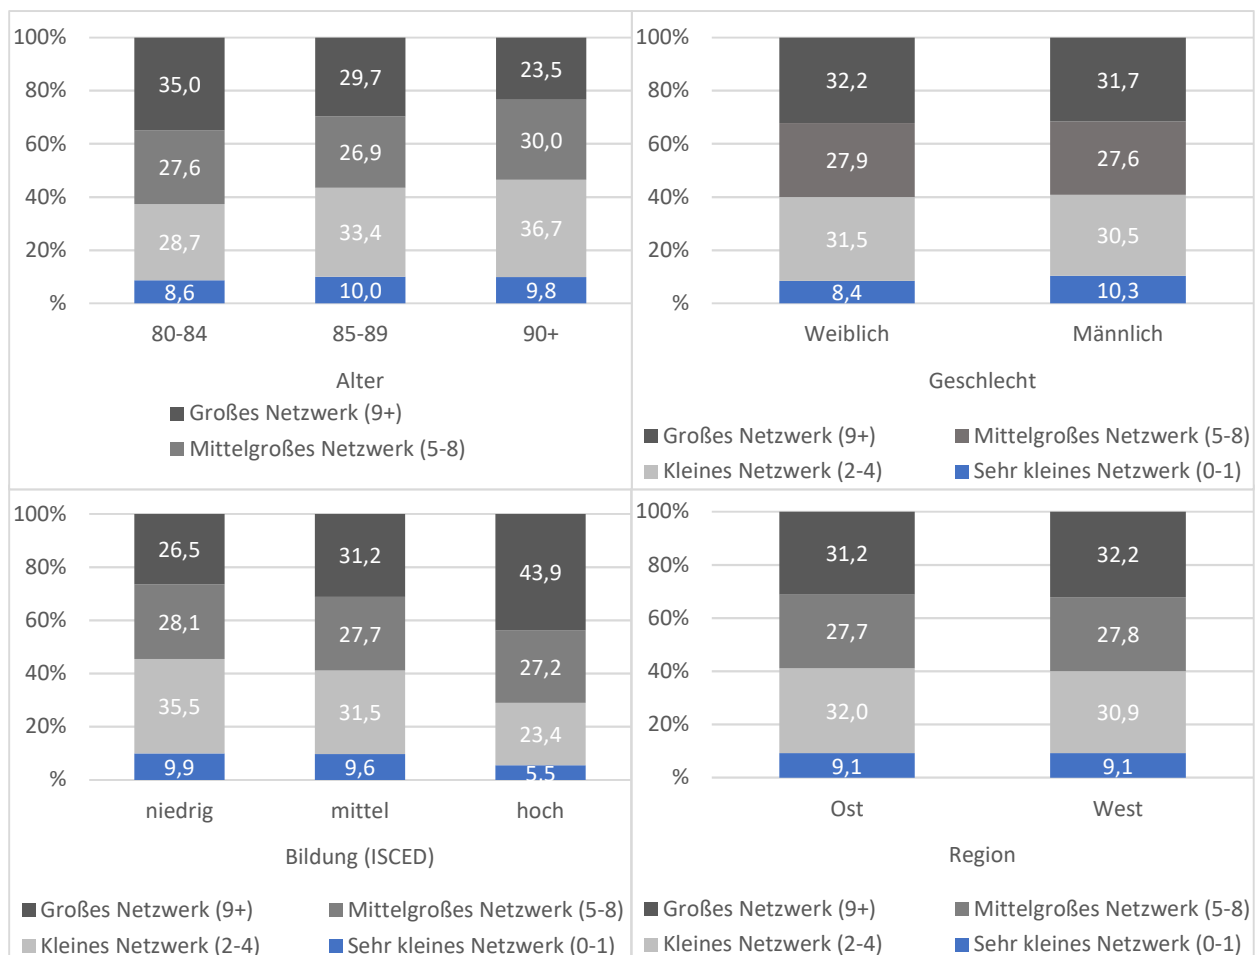 100%
80%
60%
40%
20%
%
35,0 29,7 23,5
27,6 26,9 30,0
28,7 33,4 36,7
8,6 10,0 9,8
80-84 85-89 90+
Alter
Großes Netzwerk (9+)
Mittelgroßes Netzwerk (5-8)
100%
80%
60%
40%
20%
%
32,2 31,7
27,9 27,6
31,5 30,5
8,4 10,3
Weiblich Männlich
Geschlecht
Großes Netzwerk (9+) Mittelgroßes Netzwerk (5-8)
Kleines Netzwerk (2-4) Sehr kleines Netzwerk (0-1)
100%
80%
60%
40%
20%
%
26,5 31,2 43,9
28,1 27,7 27,2
35,5 31,5 23,4
9,9 9,6 5,5
niedrig mittel hoch
Bildung (ISCED)
Großes Netzwerk (9+) Mittelgroßes Netzwerk (5-8)
Kleines Netzwerk (2-4) Sehr kleines Netzwerk (0-1)
100%
80%
60%
40%
20%
%
31,2 32,2
27,7 27,8
32,0 30,9
9,1 9,1
Ost West
Region
Großes Netzwerk (9+) Mittelgroßes Netzwerk (5-8)
Kleines Netzwerk (2-4) Sehr kleines Netzwerk (0-1)